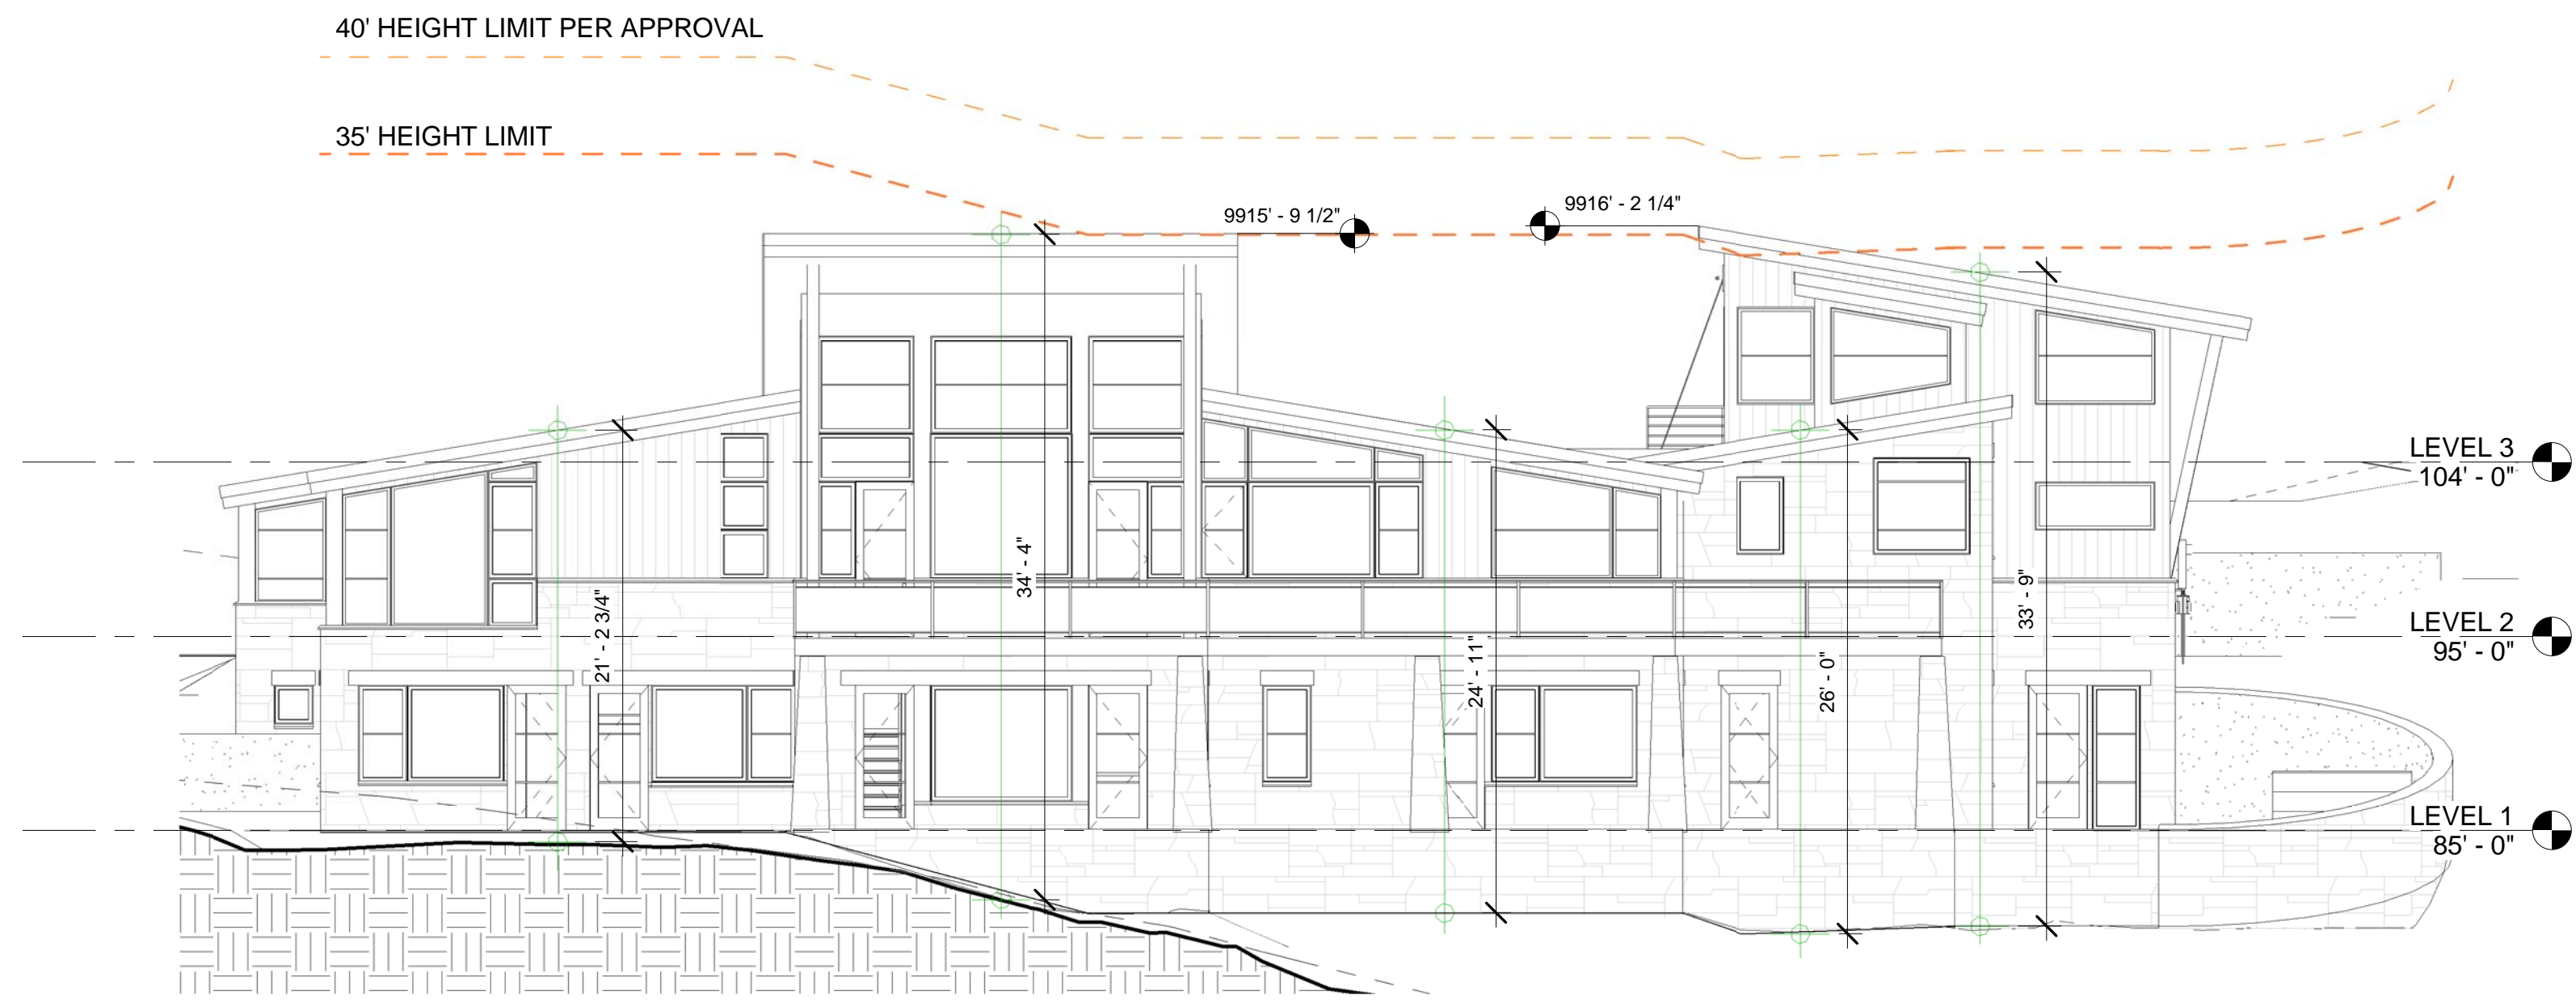 40' HEIGHT LIMIT PER APPROVAL
35' HEIGHT LIMIT
9915' - 9 1/2"
9916' - 2 1/4"
LEVEL 3
104' - 0"
34' - 4"
33' - 9"
21' - 2 3/4"
LEVEL 2
95' - 0"
24' - 11"
26' - 0"
LEVEL 1
85' - 0"